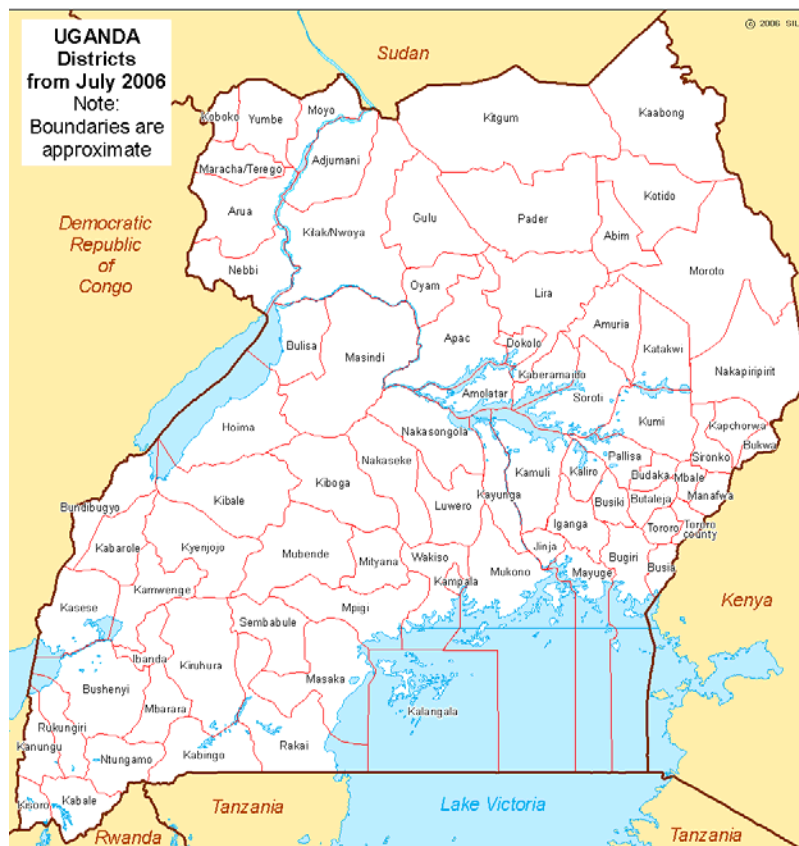 UGANDA
Districts
from July 2006
Note:
Boundaries are
approximate
© 2006 SIL
Sudan
Democratic
Republic
of
Congo
Kenya
Tanzania
Lake Victoria
Tanzania
Rwanda
Koboko
Yumbe
Moyo
Kitgum
Kaabong
Maracha/Terego
Adjumani
Kotido
Arua
Kilak/Nwoya
Gulu
Pader
Abim
Nebbi
Moroto
Oyam
Lira
Amuria
Bulisa
Masindi
Apac
Dokolo
Katakwi
Kaberamaido
Nakapiripirit
Amolatar
Soroti
Kumi
Hoima
Nakasongola
Kapchorwa
Bukwa
Pallisa
Sironko
Nakaseke
Kamuli
Kaliro
Budaka
Mbale
Kiboga
Kibale
Luwero
Kayunga
Busiki
Butaleja
Manafwa
Bundibugyo
Iganga
Tororo
Tororo
county
Kabarole
Kyenjojo
Mubende
Mityana
Wakiso
Jinja
Bugiri
Busia
Kampala
Mukono
Mayuge
Kamwenge
Kasese
Mpigi
Sembabule
Ibanda
Kiruhura
Masaka
Bushenyi
Mbarara
Kalangala
Rukungiri
Kanungu
Ntungamo
Kabingo
Rakai
Kisoro
Kabale